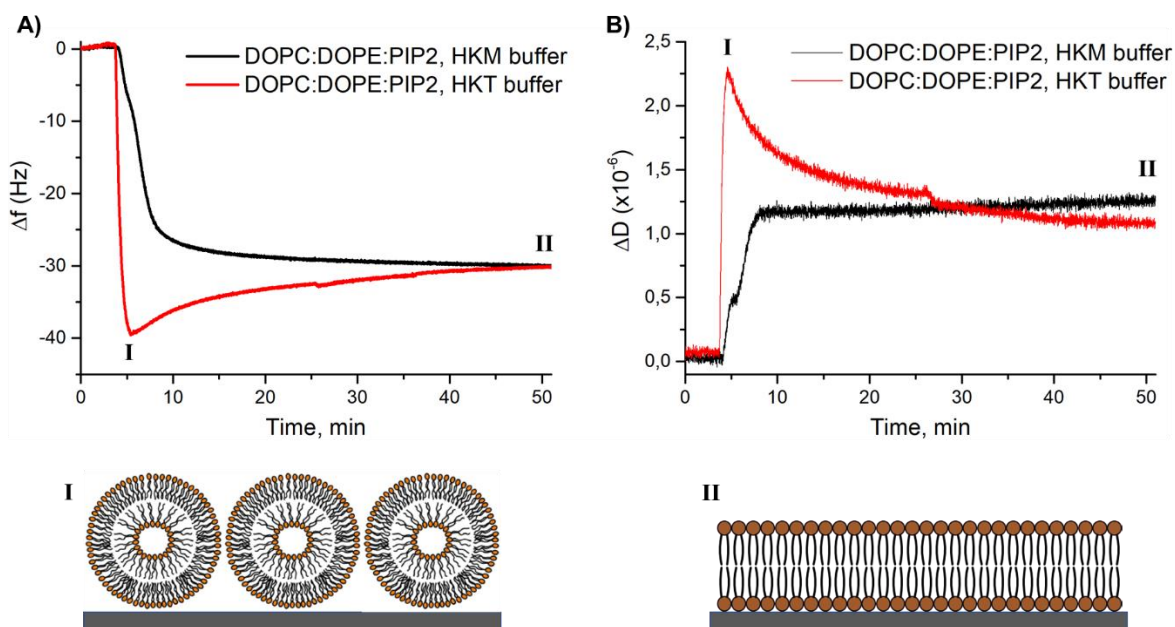 A)
DOPC:DOPE:PIP2, HKM buffer
DOPC:DOPE:PIP2, HKT buffer
Δf (Hz)
0
-10
-20
-30
-40
I
II
0 10 20 30 40 50
Time, min
B)
DOPC:DOPE:PIP2, HKM buffer
DOPC:DOPE:PIP2, HKT buffer
ΔD (x10⁻⁶)
2,5
2,0
1,5
1,0
0,5
0,0
I
II
0 10 20 30 40 50
Time, min
I
II